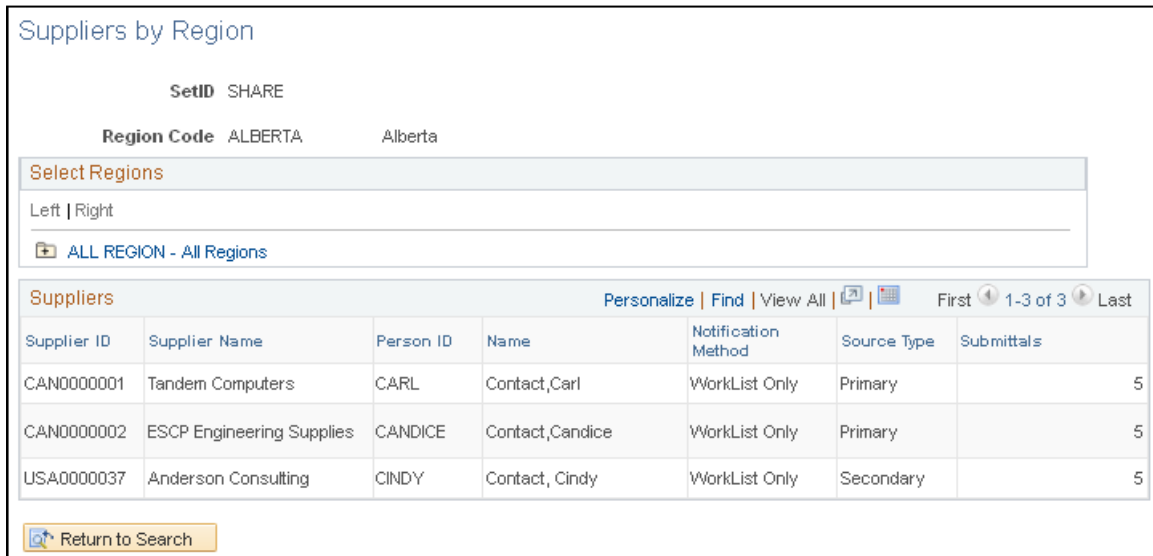 Suppliers by Region
SetID SHARE
Region Code ALBERTA Alberta
Select Regions
Left | Right
ALL REGION - All Regions
Suppliers Personalize | Find | View All | | First 1-3 of 3 Last
Supplier ID Supplier Name Person ID Name Notification Method Source Type Submittals
CAN0000001 Tandem Computers CARL Contact,Carl WorkList Only Primary 5
CAN0000002 ESCP Engineering Supplies CANDICE Contact,Candice WorkList Only Primary 5
USA0000037 Anderson Consulting CINDY Contact, Cindy WorkList Only Secondary 5
Return to Search